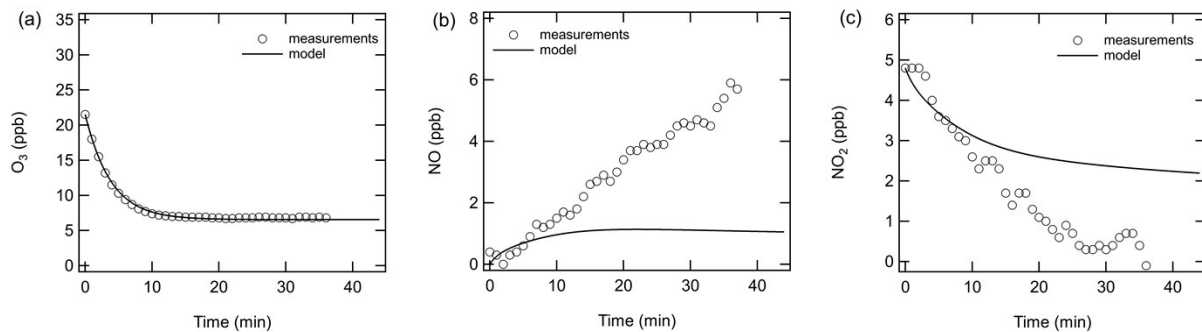 (a)
35
30
25
20
15
10
5
0
O₃ (ppb)
measurements
model
0 10 20 30 40
Time (min)
(b)
8
6
4
2
0
NO (ppb)
measurements
model
0 10 20 30 40
Time (min)
(c)
6
5
4
3
2
1
0
NO₂ (ppb)
measurements
model
0 10 20 30 40
Time (min)